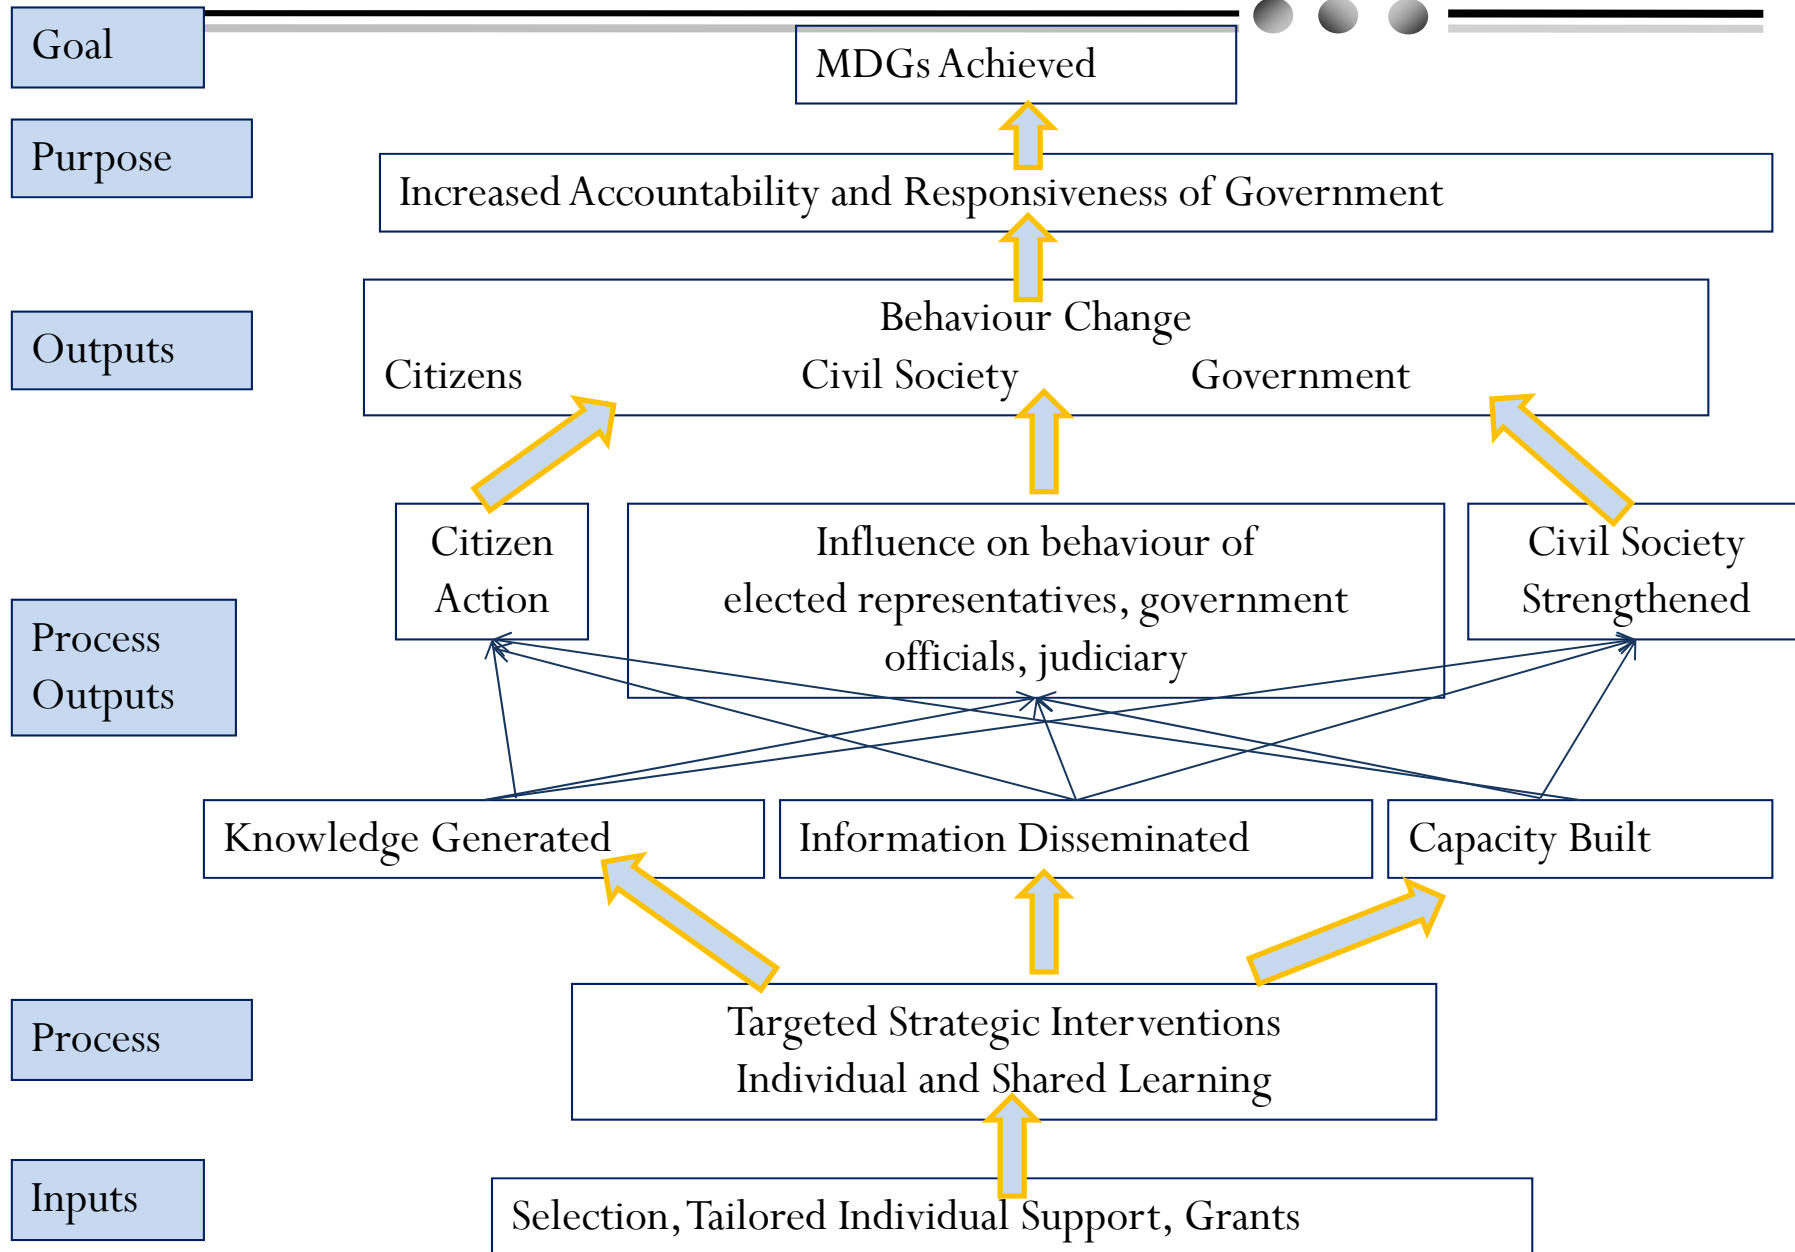 Goal
MDGs Achieved
Purpose
Increased Accountability and Responsiveness of Government
Outputs
Behaviour Change
Citizens Civil Society Government
Citizen
Action
Influence on behaviour of
elected representatives, government
officials, judiciary
Civil Society
Strengthened
Process
Outputs
Knowledge Generated
Information Disseminated
Capacity Built
Process
Targeted Strategic Interventions
Individual and Shared Learning
Inputs
Selection, Tailored Individual Support, Grants